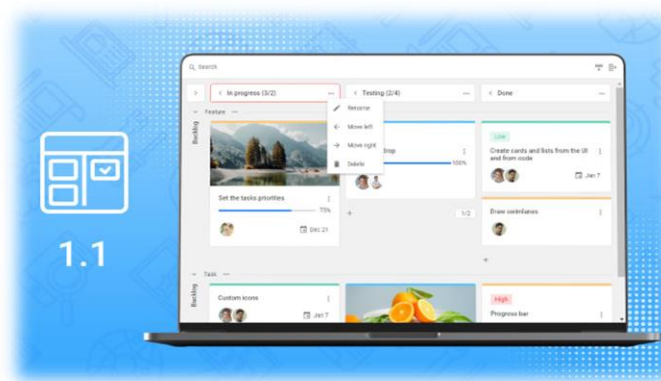 Search
In progress (3/2)
Testing (2/4)
Done
Feature
Backlog
Rename
Move left
Move right
Delete
drop
100%
Set the tasks priorities
75%
Dec 21
1/2
Low
Create cards and lists from the UI
and from code
Jan 7
Draw swimlanes
1.1
Task
Backlog
Custom icons
Jan 7
High
Progress bar